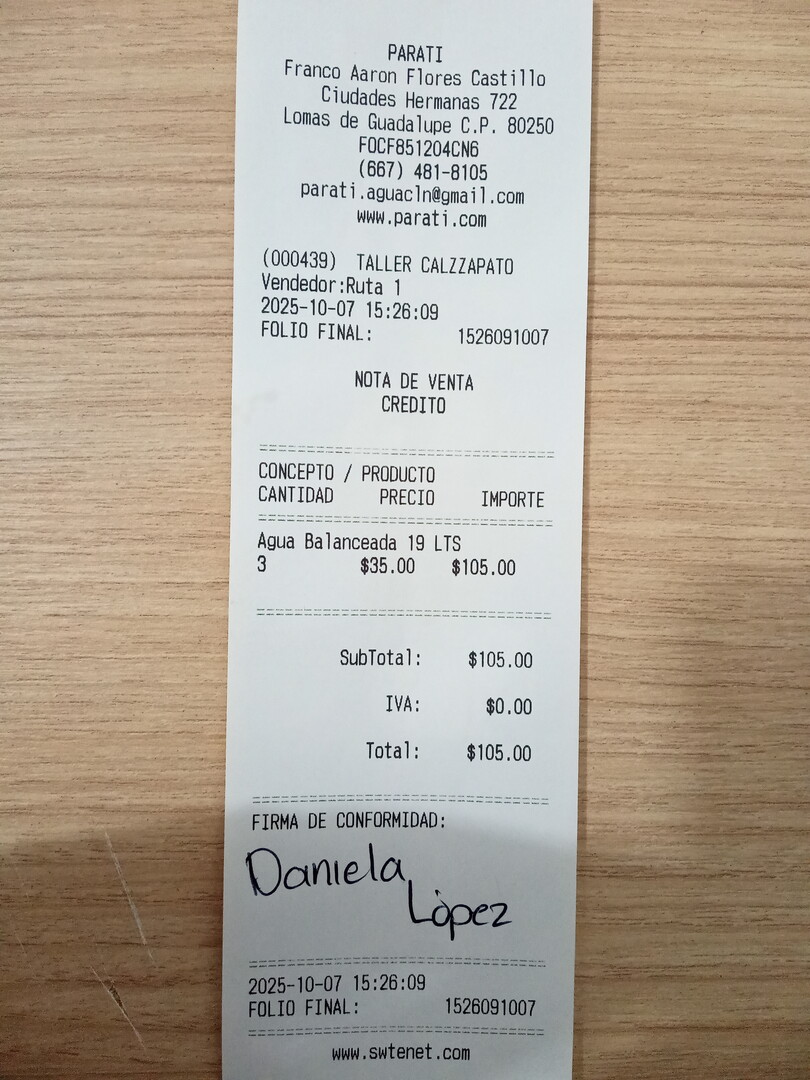 PARATI
Franco Aaron Flores Castillo
Ciudades Hermanas 722
Lomas de Guadalupe C.P. 80250
FOCF851204CN6
(667) 481-8105
parati.aguacln@gmail.com
www.parati.com
(000439) TALLER CALZZAPATO
Vendedor:Ruta 1
2025-10-07 15:26:09
FOLIO FINAL: 1526091007
NOTA DE VENTA
CREDITO
CONCEPTO / PRODUCTO
CANTIDAD PRECIO IMPORTE
Agua Balanceada 19 LTS
3 $35.00 $105.00
SubTotal: $105.00
IVA: $0.00
Total: $105.00
FIRMA DE CONFORMIDAD:
Daniela
López
2025-10-07 15:26:09
FOLIO FINAL: 1526091007
www.swtenet.com